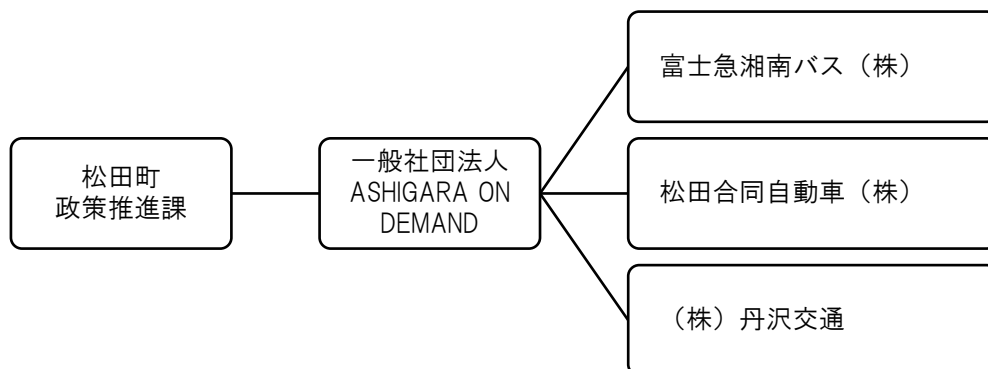 松田町
政策推進課
一般社団法人
ASHIGARA ON
DEMAND
富士急湘南バス（株）
松田合同自動車（株）
（株）丹沢交通